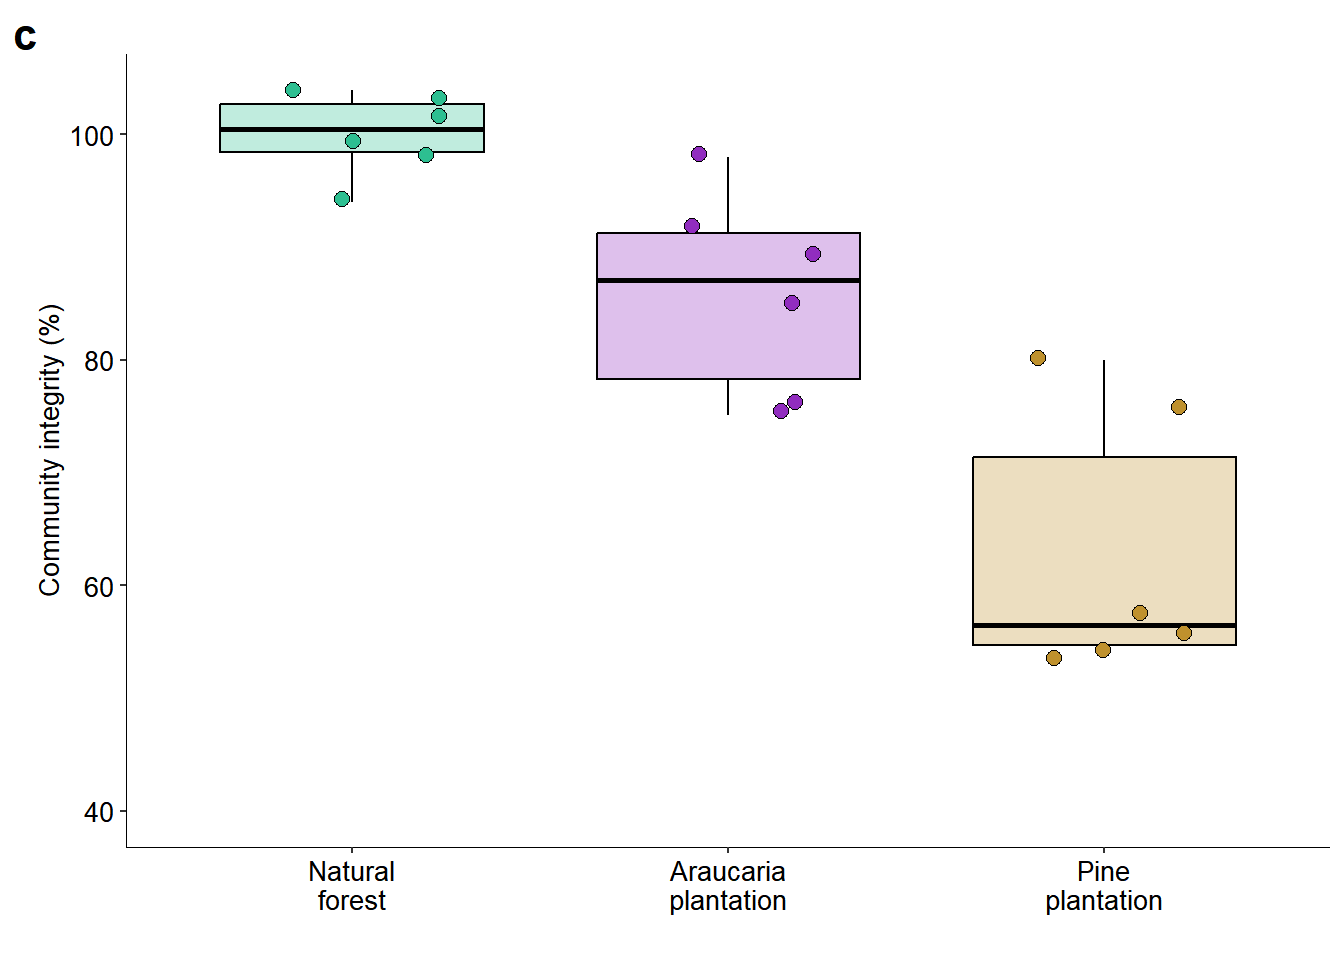 c
Community integrity (%)
100
80
60
40
Natural
forest
Araucaria
plantation
Pine
plantation